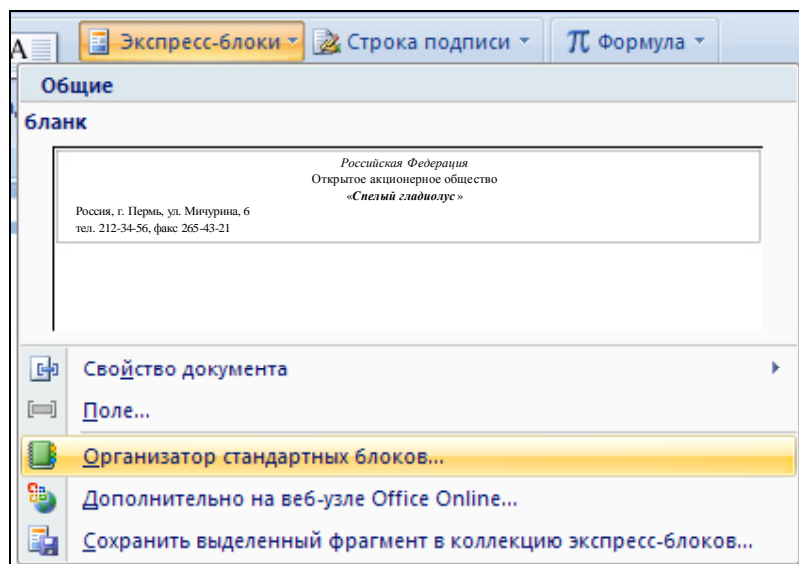 A Экспресс-блоки Строка подписи π Формула
Общие
бланк
Российская Федерация
Открытое акционерное общество
«Спелый гладиолус»
Россия, г. Пермь, ул. Мичурина, 6
тел. 212-34-56, факс 265-43-21
Свойство документа
Поле...
Организатор стандартных блоков...
Дополнительно на веб-узле Office Online...
Сохранить выделенный фрагмент в коллекцию экспресс-блоков...